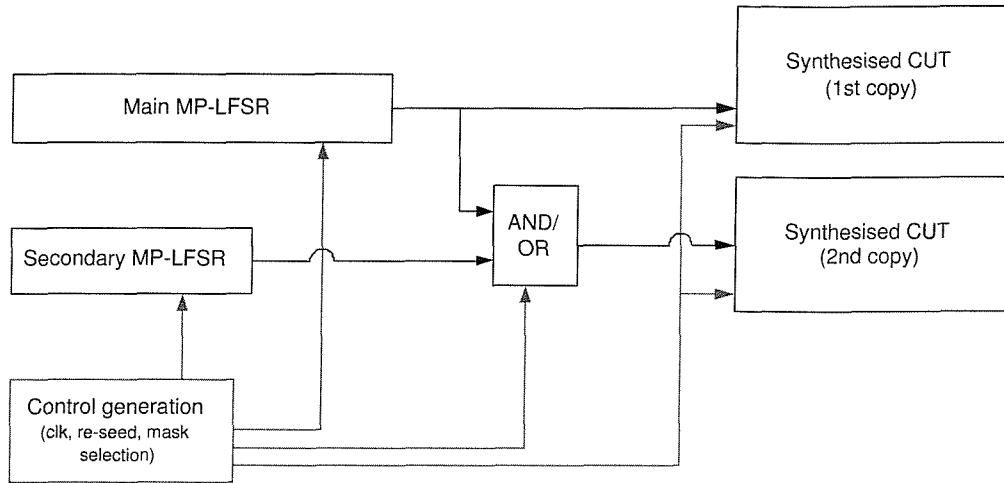 Synthesised CUT
(1st copy)
Main MP-LFSR
AND/
OR
Synthesised CUT
(2nd copy)
Secondary MP-LFSR
Control generation
(clk, re-seed, mask
selection)